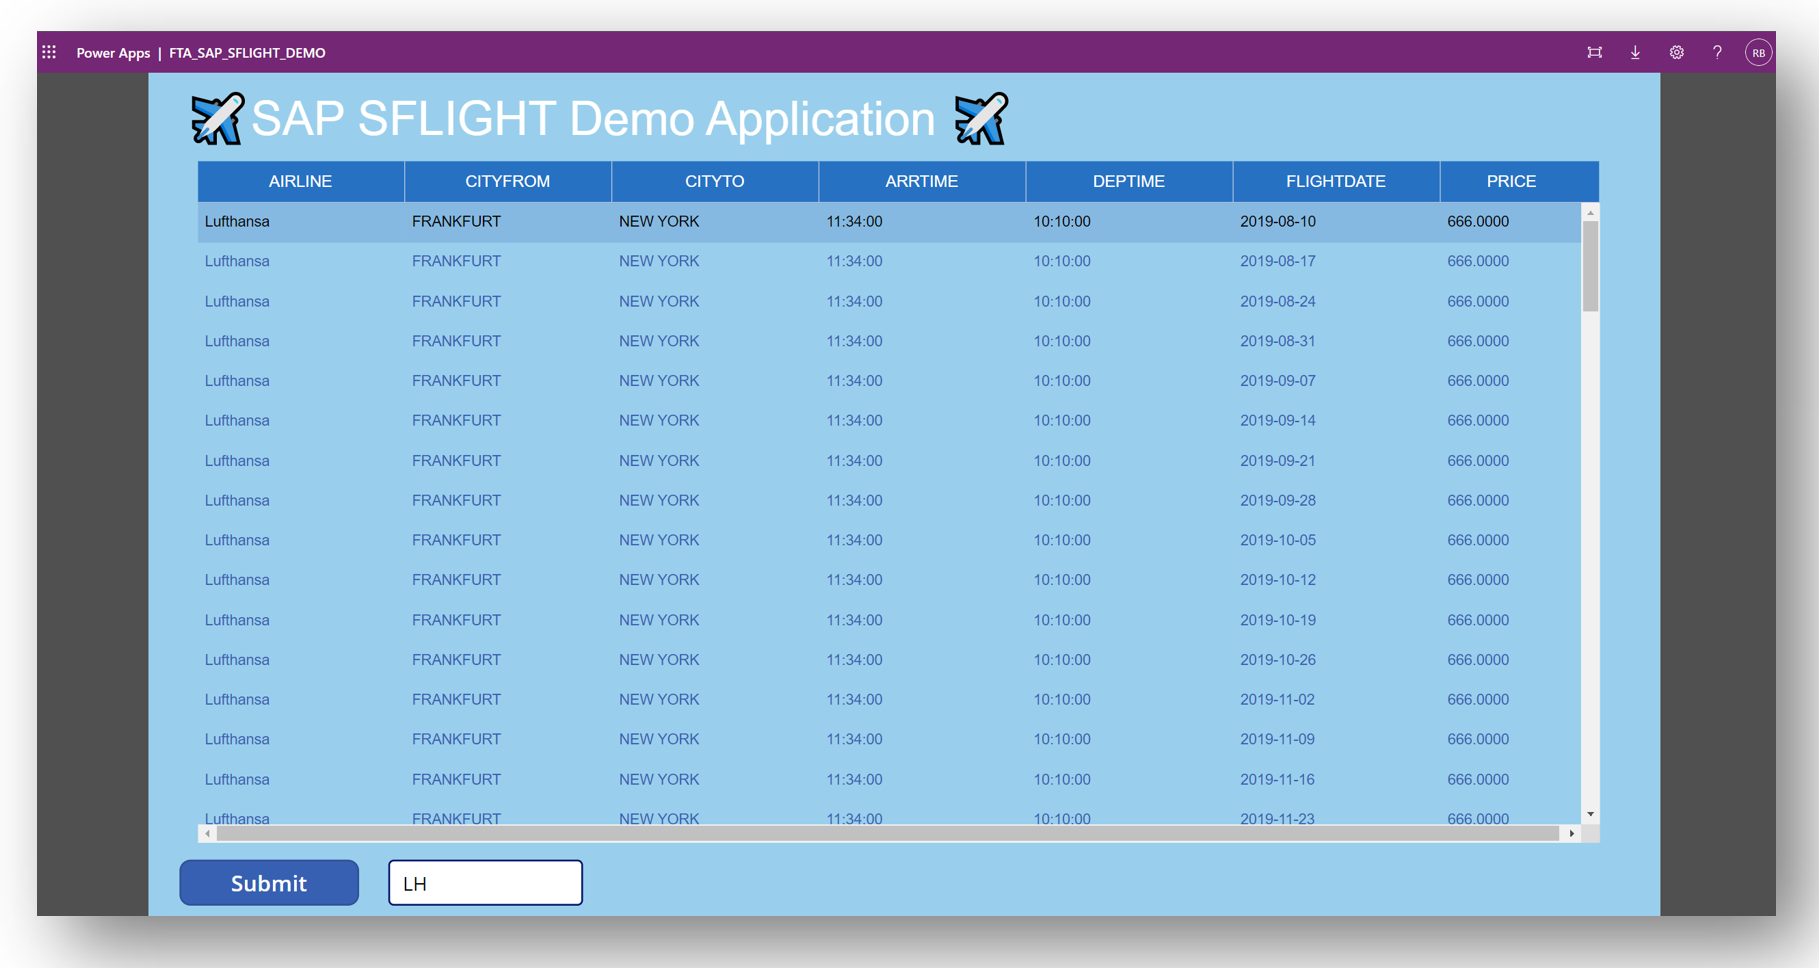 Power Apps | FTA_SAP_SFLIGHT_DEMO ? RB
SAP SFLIGHT Demo Application
AIRLINE CITYFROM CITYTO ARRTIME DEPTIME FLIGHTDATE PRICE
Lufthansa FRANKFURT NEW YORK 11:34:00 10:10:00 2019-08-10 666.0000
Lufthansa FRANKFURT NEW YORK 11:34:00 10:10:00 2019-08-17 666.0000
Lufthansa FRANKFURT NEW YORK 11:34:00 10:10:00 2019-08-24 666.0000
Lufthansa FRANKFURT NEW YORK 11:34:00 10:10:00 2019-08-31 666.0000
Lufthansa FRANKFURT NEW YORK 11:34:00 10:10:00 2019-09-07 666.0000
Lufthansa FRANKFURT NEW YORK 11:34:00 10:10:00 2019-09-14 666.0000
Lufthansa FRANKFURT NEW YORK 11:34:00 10:10:00 2019-09-21 666.0000
Lufthansa FRANKFURT NEW YORK 11:34:00 10:10:00 2019-09-28 666.0000
Lufthansa FRANKFURT NEW YORK 11:34:00 10:10:00 2019-10-05 666.0000
Lufthansa FRANKFURT NEW YORK 11:34:00 10:10:00 2019-10-12 666.0000
Lufthansa FRANKFURT NEW YORK 11:34:00 10:10:00 2019-10-19 666.0000
Lufthansa FRANKFURT NEW YORK 11:34:00 10:10:00 2019-10-26 666.0000
Lufthansa FRANKFURT NEW YORK 11:34:00 10:10:00 2019-11-02 666.0000
Lufthansa FRANKFURT NEW YORK 11:34:00 10:10:00 2019-11-09 666.0000
Lufthansa FRANKFURT NEW YORK 11:34:00 10:10:00 2019-11-16 666.0000
Lufthansa FRANKFURT NEW YORK 11:34:00 10:10:00 2019-11-23 666.0000
Submit LH